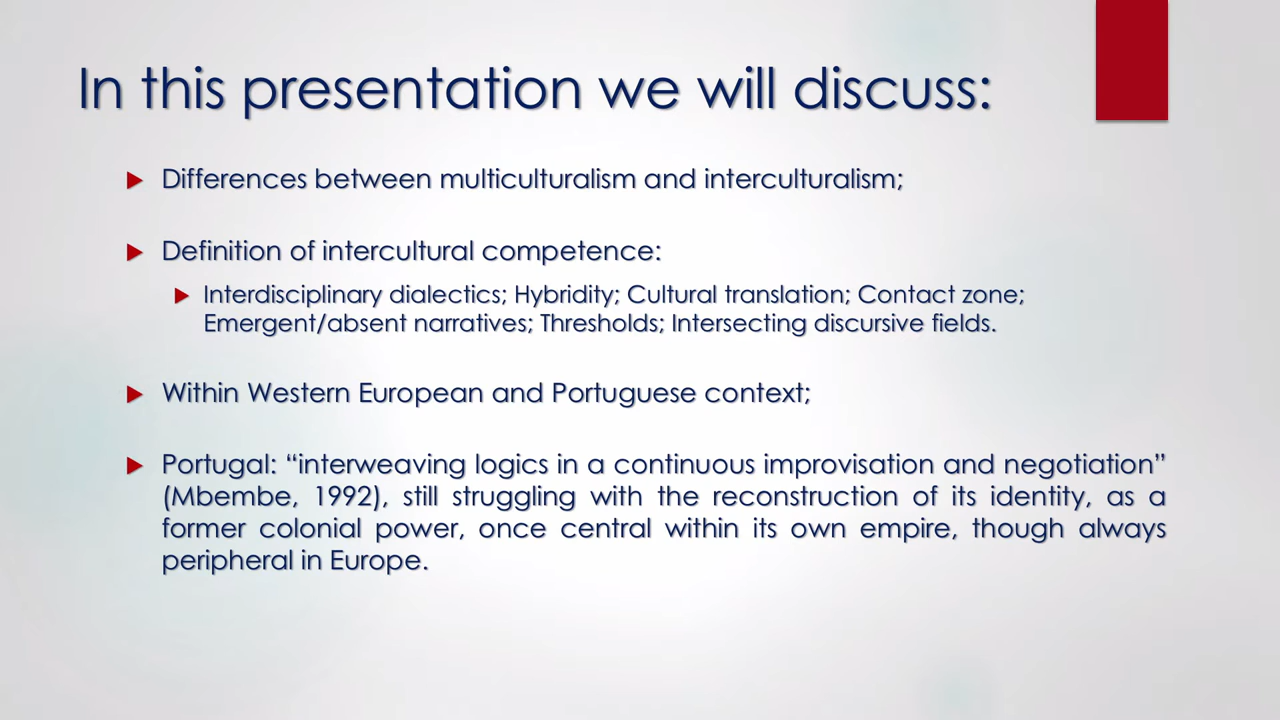 In this presentation we will discuss:
Differences between multiculturalism and interculturalism;
Definition of intercultural competence:
Interdisciplinary dialectics; Hybridity; Cultural translation; Contact zone;
Emergent/absent narratives; Thresholds; Intersecting discursive fields.
Within Western European and Portuguese context;
Portugal: “interweaving logics in a continuous improvisation and negotiation”
(Mbembe, 1992), still struggling with the reconstruction of its identity, as a
former colonial power, once central within its own empire, though always
peripheral in Europe.